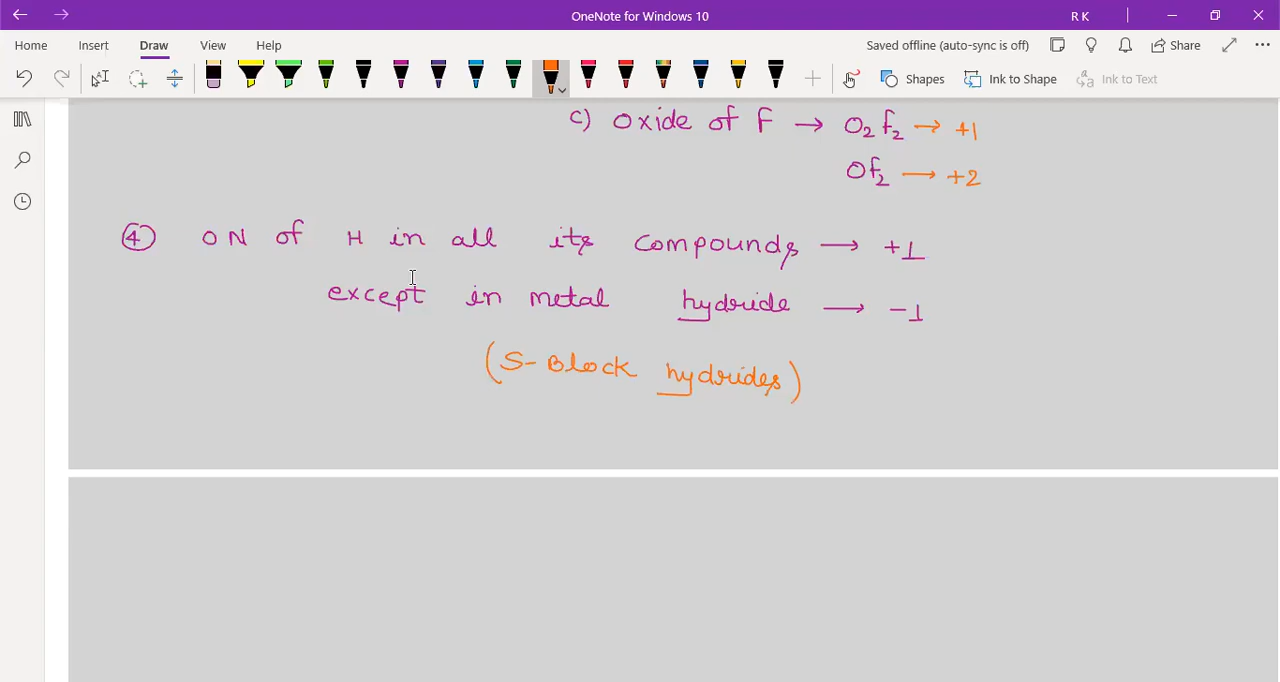 OneNote for Windows 10
R K
Home Insert Draw View Help
Saved offline (auto-sync is off)
Share
Shapes
Ink to Shape
Ink to Text
c) Oxide of F → O₂f₂ → +1
Of₂ → +2
④ ON of H in all its compounds → +1
except in metal hydride → -1
(S-Block hydrides)